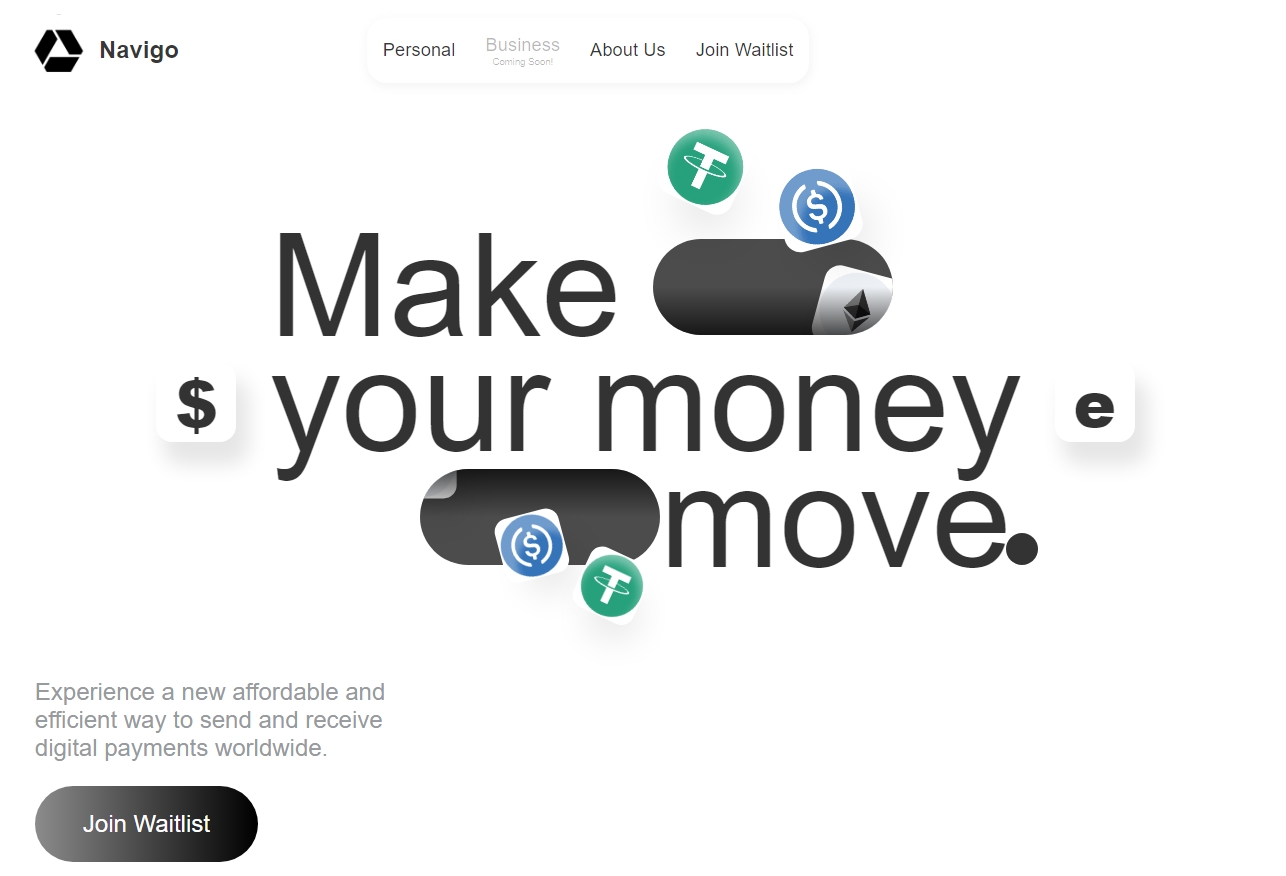 Navigo
Personal
Business
Coming Soon!
About Us
Join Waitlist
Make
$ your money e
move.
Experience a new affordable and
efficient way to send and receive
digital payments worldwide.
Join Waitlist